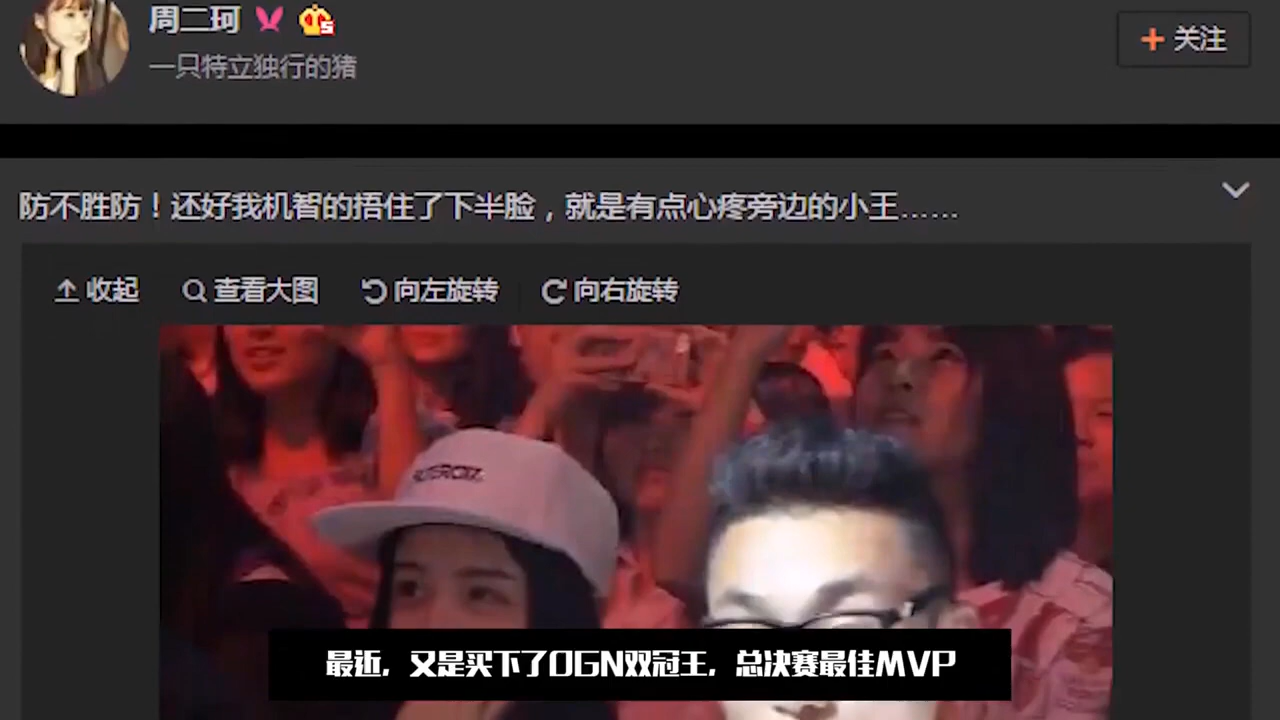 周二珂
一只特立独行的猪
+ 关注
防不胜防！还好我机智的捂住了下半脸，就是有点心疼旁边的小王……
收起 查看大图 向左旋转 向右旋转
最近，又是买下了OGN双冠王，总决赛最佳MVP